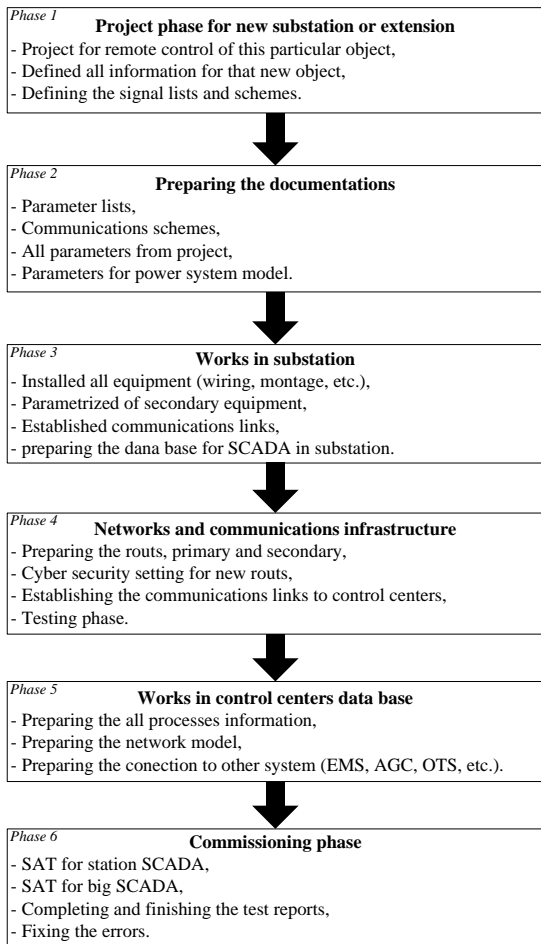 Phase 1
Project phase for new substation or extension
- Project for remote control of this particular object,
- Defined all information for that new object,
- Defining the signal lists and schemes.
Phase 2
Preparing the documentations
- Parameter lists,
- Communications schemes,
- All parameters from project,
- Parameters for power system model.
Phase 3
Works in substation
- Installed all equipment (wiring, montage, etc.),
- Parametrized of secondary equipment,
- Established communications links,
- preparing the dana base for SCADA in substation.
Phase 4
Networks and communications infrastructure
- Preparing the routs, primary and secondary,
- Cyber security setting for new routs,
- Establishing the communications links to control centers,
- Testing phase.
Phase 5
Works in control centers data base
- Preparing the all processes information,
- Preparing the network model,
- Preparing the conection to other system (EMS, AGC, OTS, etc.).
Phase 6
Commissioning phase
- SAT for station SCADA,
- SAT for big SCADA,
- Completing and finishing the test reports,
- Fixing the errors.